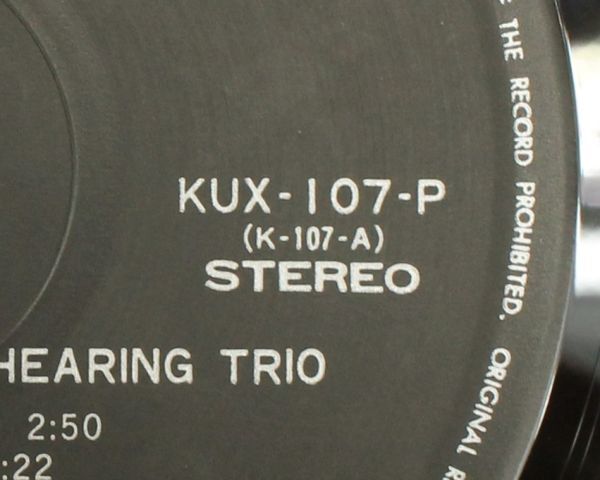 KUX-107-P
(K-107-A)
STEREO
HEARING TRIO
2:50
:22
THE RECORD PROHIBITED. ORIGINAL